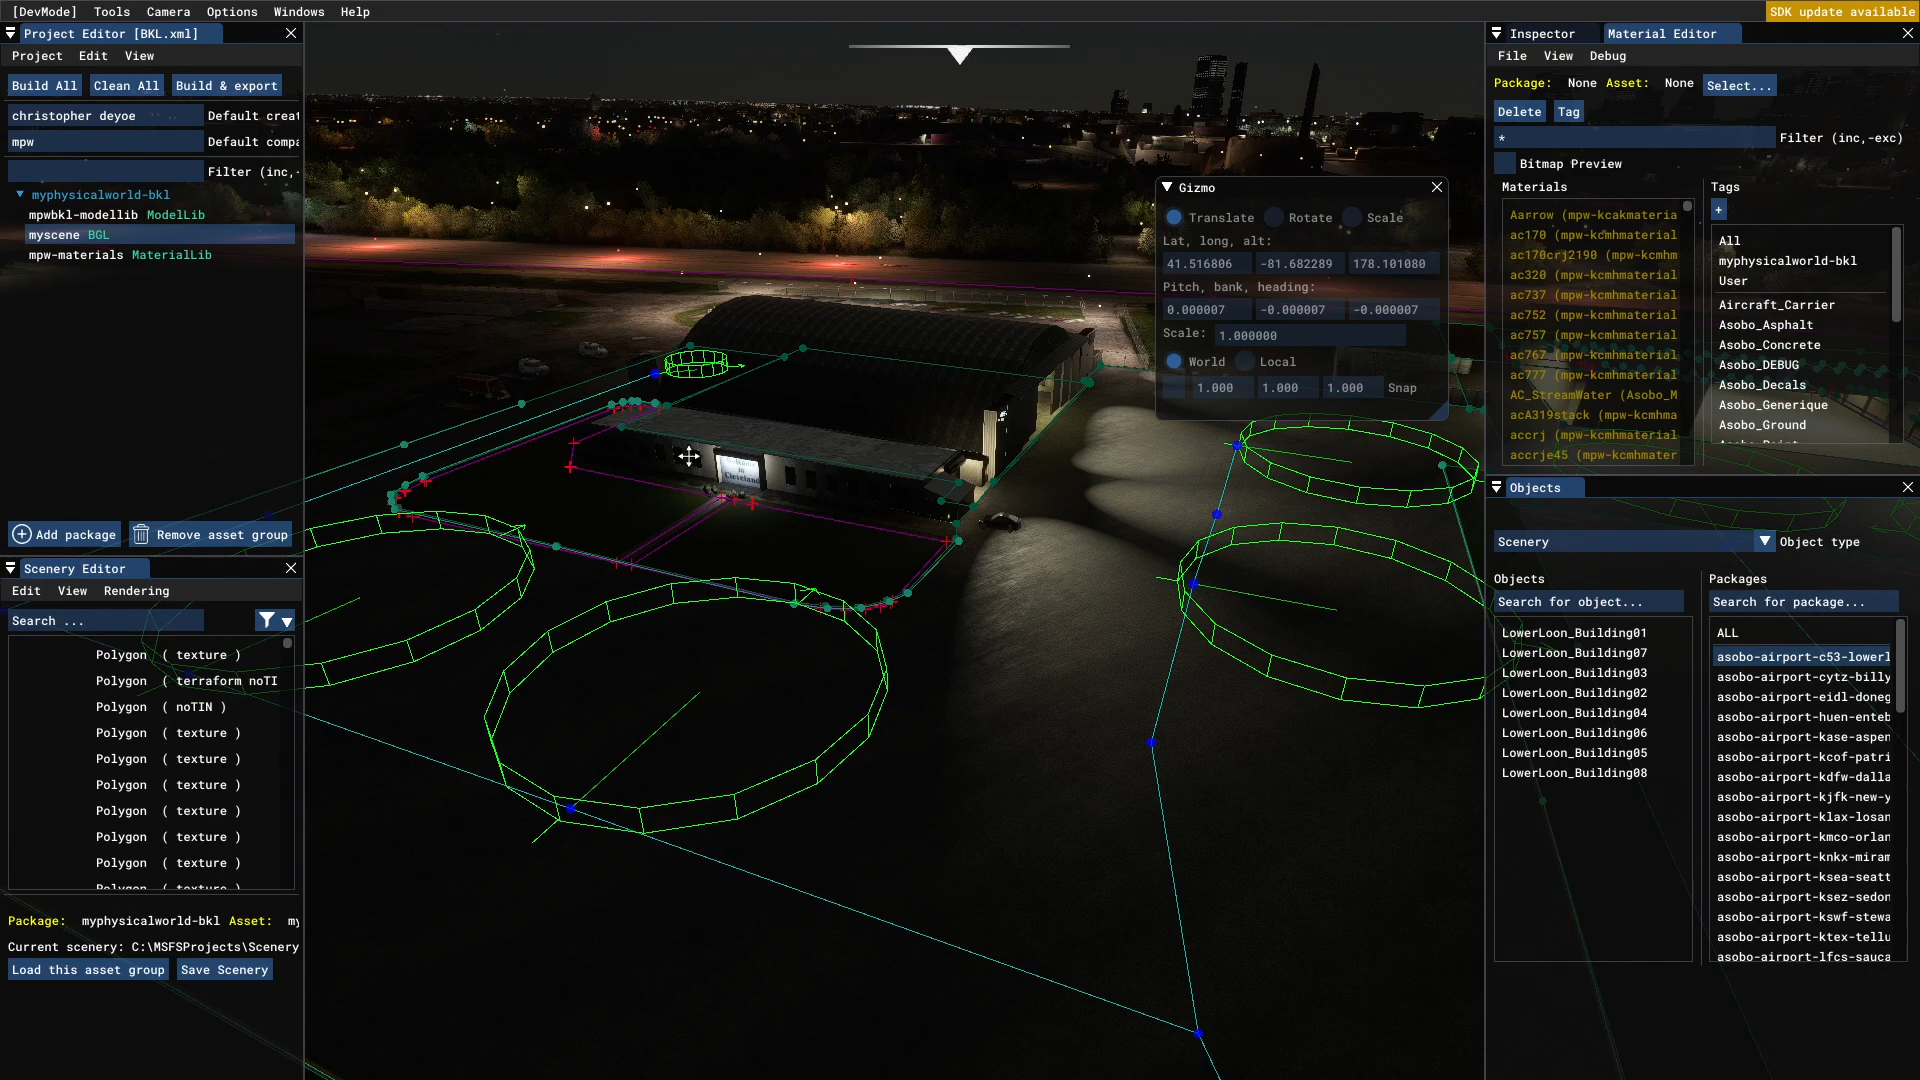 [DevMode] Tools Camera Options Windows Help
SDK update available
Project Editor [BKL.xml]
Project Edit View
Build All Clean All Build & export
christopher deyoe Default creat
mpw Default compa
Filter (inc,-
myphysicalworld-bkl
mpwbkl-modellib ModelLib
myscene BGL
mpw-materials MaterialLib
Add package Remove asset group
Scenery Editor
Edit View Rendering
Search ...
Polygon ( texture )
Polygon ( terraform noTI
Polygon ( noTIN )
Polygon ( texture )
Polygon ( texture )
Polygon ( texture )
Polygon ( texture )
Polygon ( texture )
Polygon ( texture )
Polygon ( texture )
Package: myphysicalworld-bkl Asset: my
Current scenery: C:\MSFSProjects\Scenery
Load this asset group Save Scenery
Welcome
to
Cleveland
Gizmo
Translate Rotate Scale
Lat, long, alt:
41.516806 -81.682289 178.101080
Pitch, bank, heading:
0.000007 -0.000007 -0.000007
Scale: 1.000000
World Local
1.000 1.000 1.000 Snap
Inspector Material Editor
File View Debug
Package: None Asset: None Select...
Delete Tag
* Filter (inc,-exc)
Bitmap Preview
Materials
Aarrow (mpw-kcakmateria
ac170 (mpw-kcmhmaterial
ac170crj2190 (mpw-kcmhm
ac320 (mpw-kcmhmaterial
ac737 (mpw-kcmhmaterial
ac752 (mpw-kcmhmaterial
ac757 (mpw-kcmhmaterial
ac767 (mpw-kcmhmaterial
ac777 (mpw-kcmhmaterial
AC_StreamWater (Asobo_M
acA319stack (mpw-kcmhma
accrj (mpw-kcmhmaterial
accrje45 (mpw-kcmhmater
Tags
+
All
myphysicalworld-bkl
User
Aircraft_Carrier
Asobo_Asphalt
Asobo_Concrete
Asobo_DEBUG
Asobo_Decals
Asobo_Generique
Asobo_Ground
Objects
Scenery Object type
Objects
Search for object...
LowerLoon_Building01
LowerLoon_Building07
LowerLoon_Building03
LowerLoon_Building02
LowerLoon_Building04
LowerLoon_Building06
LowerLoon_Building05
LowerLoon_Building08
Packages
Search for package...
ALL
asobo-airport-c53-lowerl
asobo-airport-cytz-billy
asobo-airport-eidl-doneg
asobo-airport-huen-enteb
asobo-airport-kase-aspen
asobo-airport-kcof-patri
asobo-airport-kdfw-dalla
asobo-airport-kjfk-new-y
asobo-airport-klax-losan
asobo-airport-kmco-orlan
asobo-airport-knkx-miram
asobo-airport-ksea-seatt
asobo-airport-ksez-sedon
asobo-airport-kswf-stewa
asobo-airport-ktex-tellu
asobo-airport-lfcs-sauca